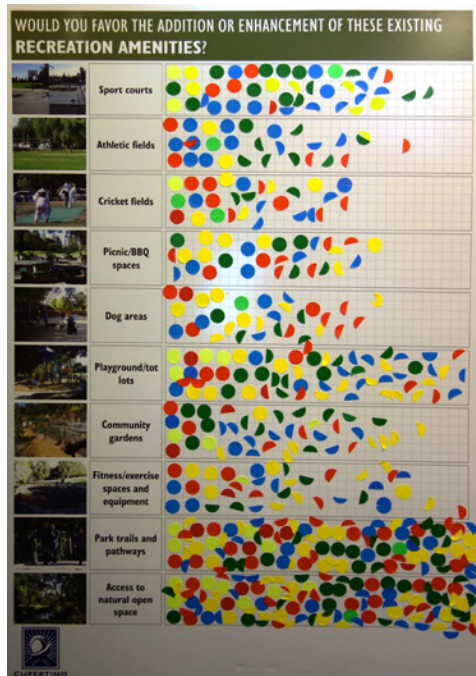 WOULD YOU FAVOR THE ADDITION OR ENHANCEMENT OF THESE EXISTING
RECREATION AMENITIES?
Sport courts
Athletic fields
Cricket fields
Picnic/BBQ
spaces
Dog areas
Playground/tot
lots
Community
gardens
Fitness/exercise
spaces and
equipment
Park trails and
pathways
Access to
natural open
space
CUPERTINO